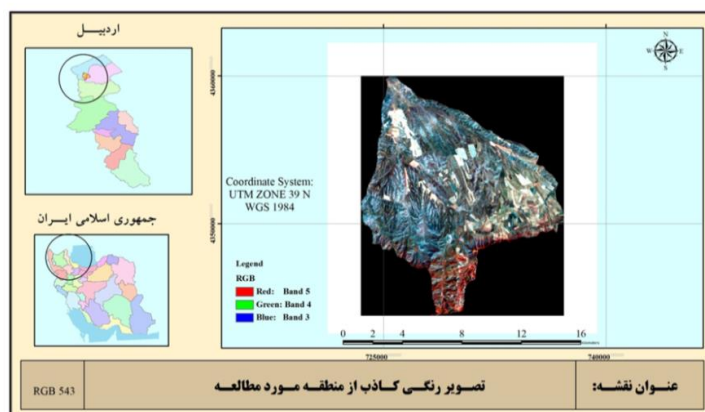 اردبیل
جمهوری اسلامی ایران
N
W E
S
4360000
4350000
Coordinate System:
UTM ZONE 39 N
WGS 1984
Legend
RGB
Red: Band 5
Green: Band 4
Blue: Band 3
0 2 4 8 12 16
725000 740000
عنوان نقشه:
تصویر رنگی کاذب از منطقه مورد مطالعه
RGB 543